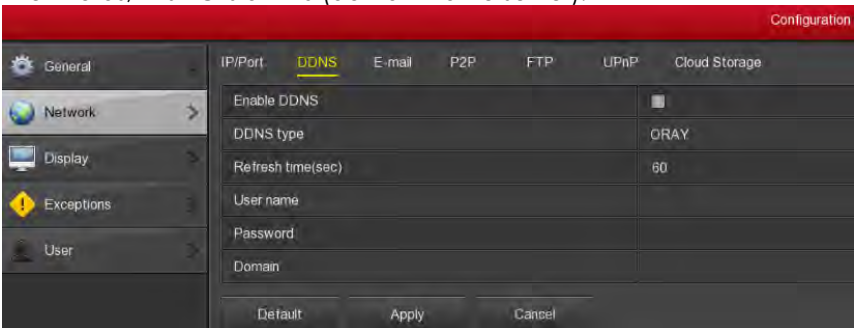 Configuration
General
Network >
Display
Exceptions
User
IP/Port DDNS E-mail P2P FTP UPnP Cloud Storage
Enable DDNS
DDNS type ORAY
Refresh time(sec) 60
User name
Password
Domain
Default Apply Cancel